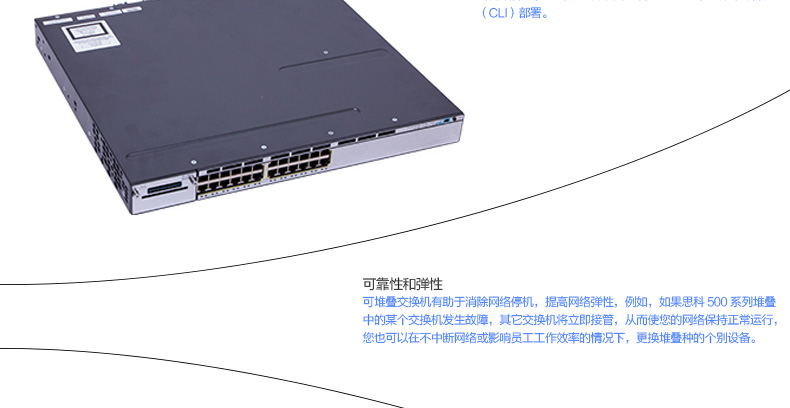 （CLI）部署。
可靠性和弹性
可堆叠交换机有助于消除网络停机，提高网络弹性，例如，如果思科 500 系列堆叠
中的某个交换机发生故障，其它交换机将立即接管，从而使您的网络保持正常运行，
您也可以在不中断网络或影响员工工作效率的情况下，更换堆叠种的个别设备。